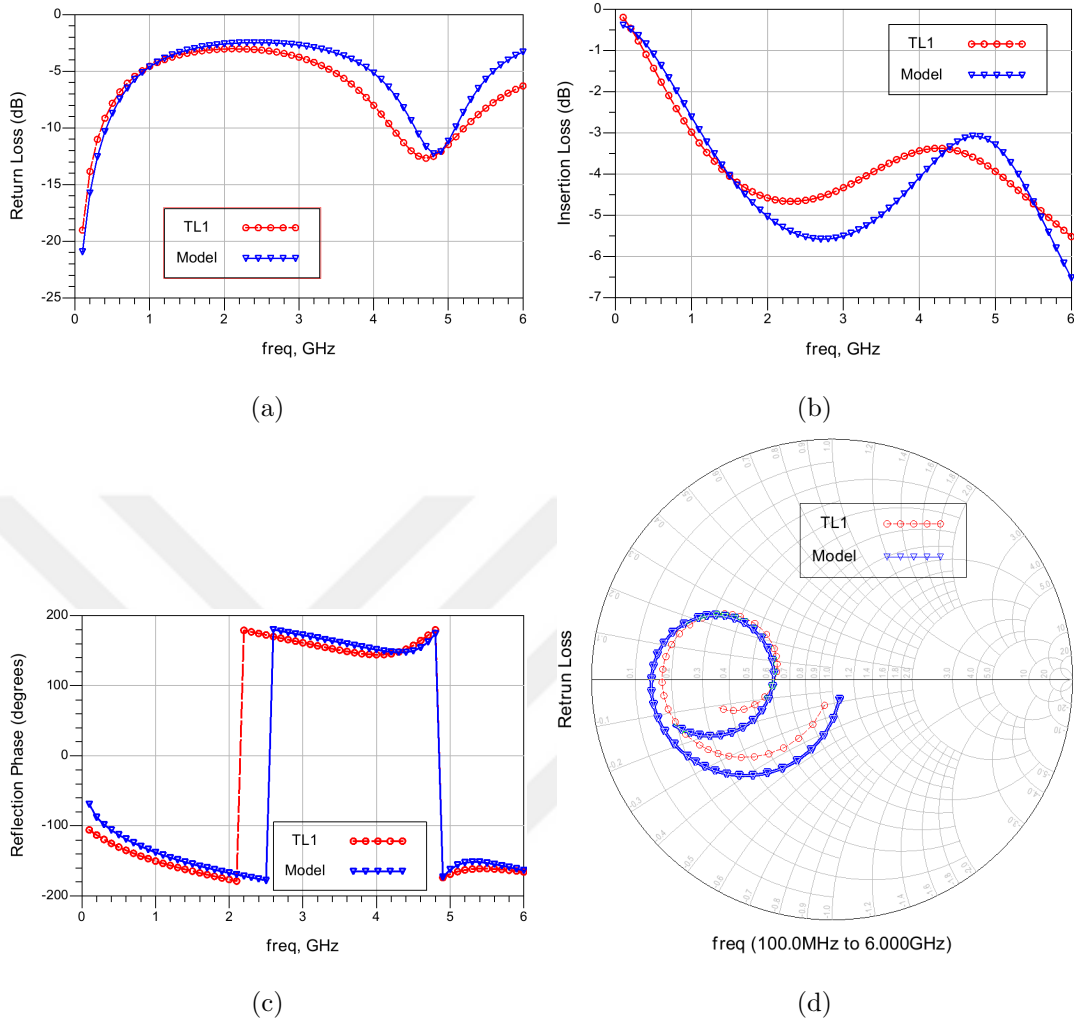 0
-5
-10
-15
-20
-25
Return Loss (dB)
TL1
Model
0 1 2 3 4 5 6
freq, GHz
(a)
0
-1
-2
-3
-4
-5
-6
-7
Insertion Loss (dB)
TL1
Model
0 1 2 3 4 5 6
freq, GHz
(b)
200
100
0
-100
-200
Reflection Phase (degrees)
TL1
Model
0 1 2 3 4 5 6
freq, GHz
(c)
Retrun Loss
TL1
Model
freq (100.0MHz to 6.000GHz)
(d)